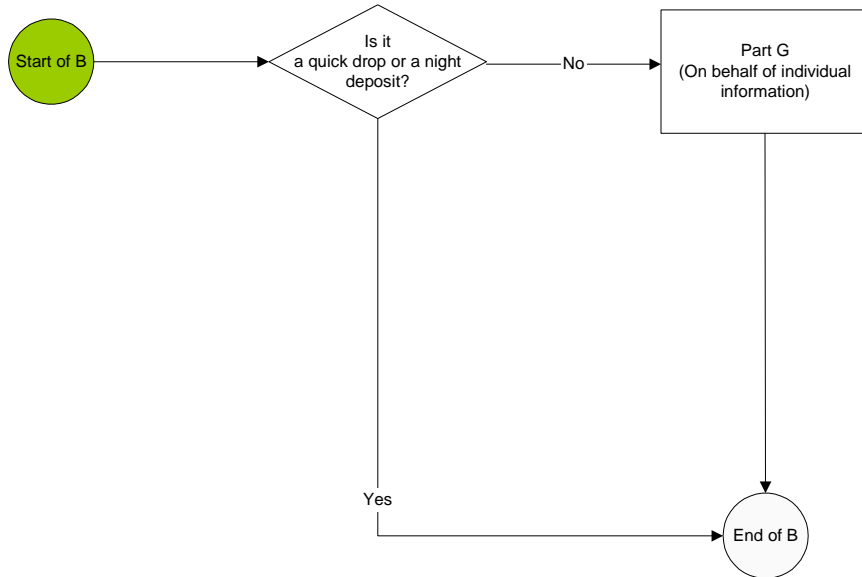 Start of B
Is it
a quick drop or a night
deposit?
No
Part G
(On behalf of individual
information)
Yes
End of B